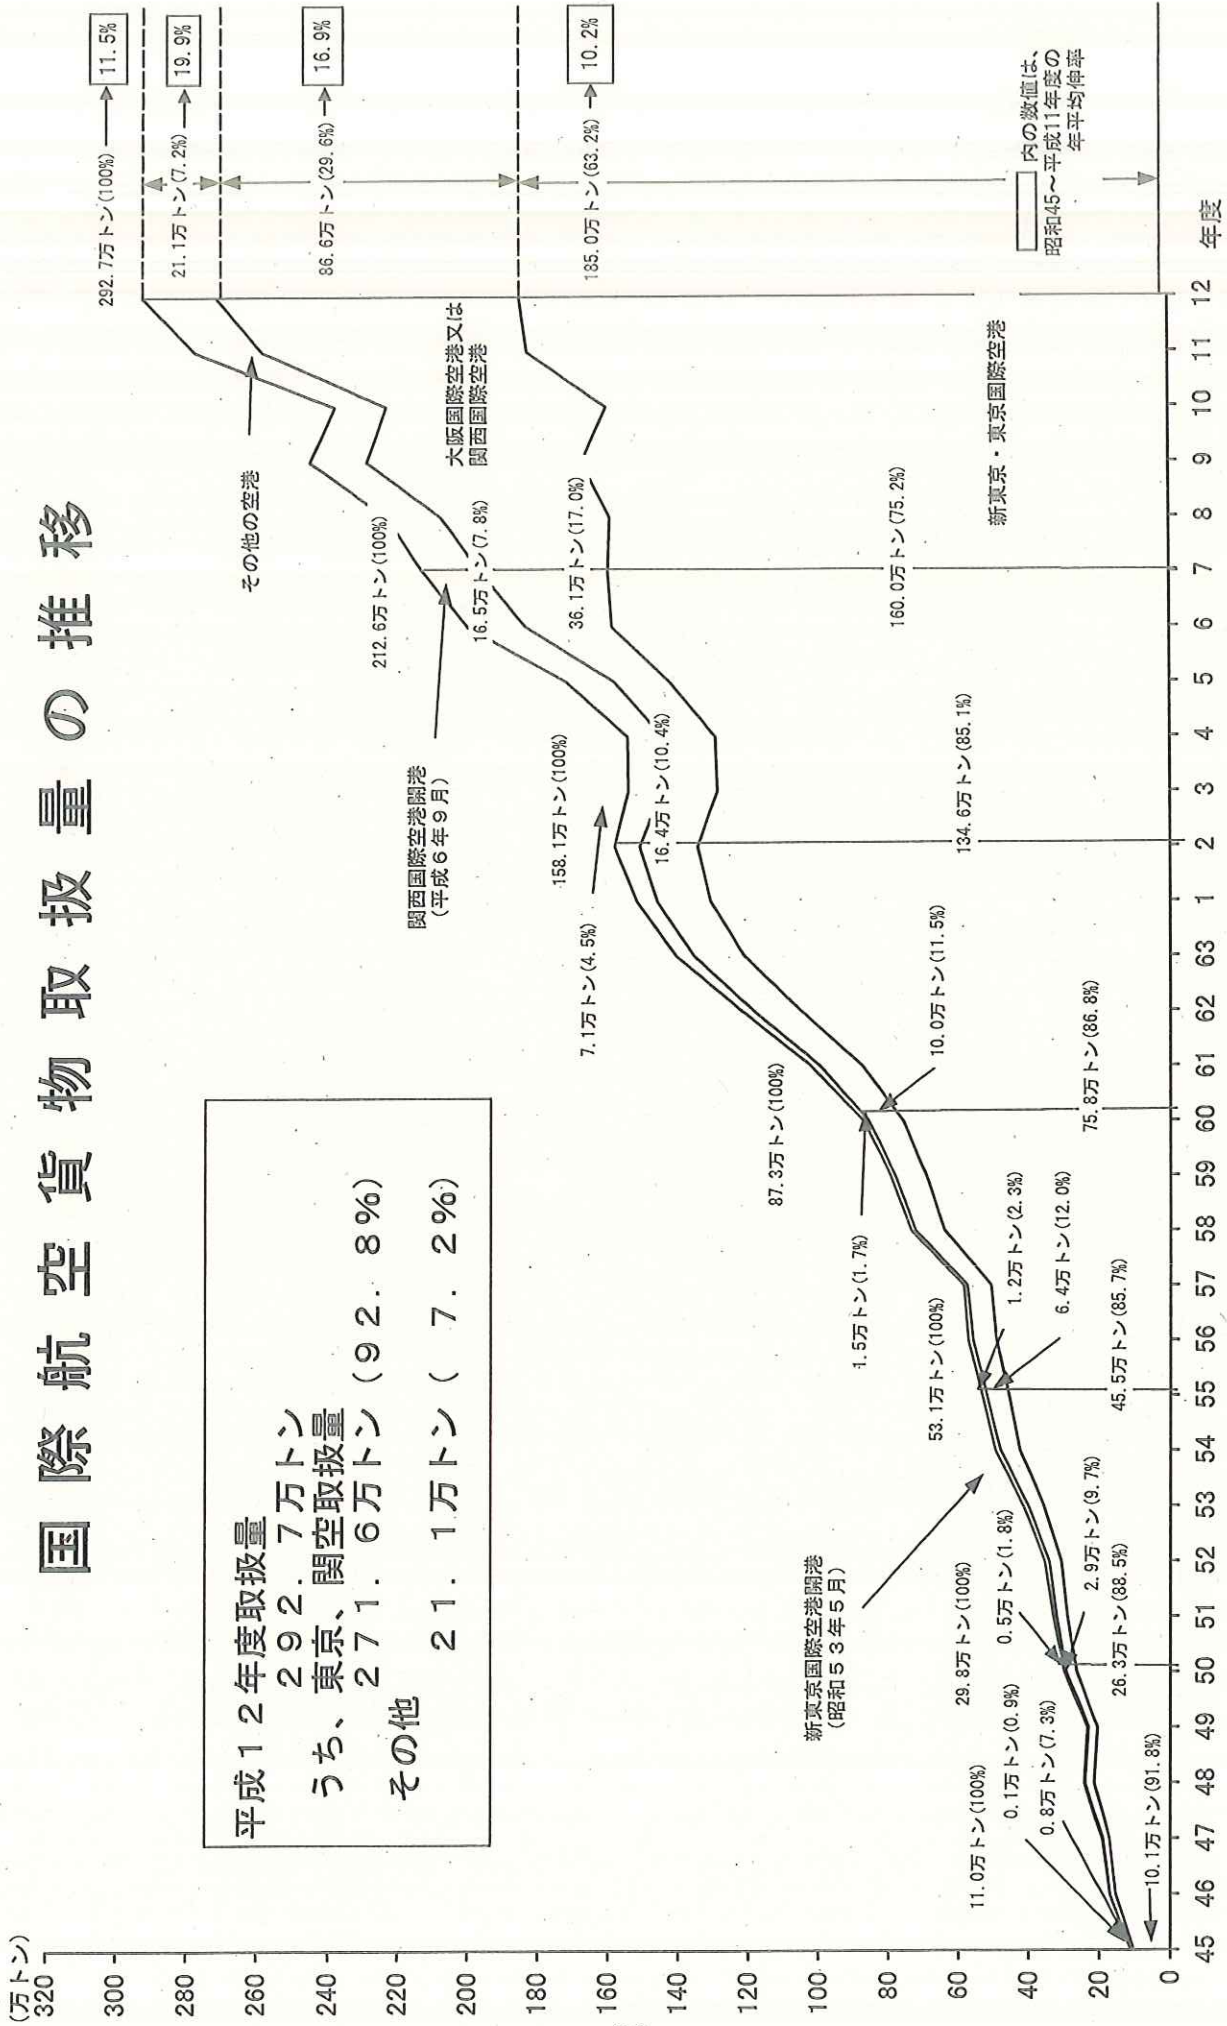 国際航空貨物取扱量の推移
(万トン)
320
300
280
260
240
220
200
180
160
140
120
100
80
60
40
20
0
平成12年度取扱量
292.7万トン
うち、東京、関空取扱量
271.6万トン(92.8%)
その他
21.1万トン( 7.2%)
292.7万トン(100%)
11.5%
21.1万トン(7.2%)
19.9%
86.6万トン(29.6%)
16.9%
185.0万トン(63.2%)
10.2%
その他の空港
大阪国際空港又は
関西国際空港
新東京・東京国際空港
212.6万トン(100%)
16.5万トン(7.8%)
36.1万トン(17.0%)
160.0万トン(75.2%)
関西国際空港開港
(平成6年9月)
158.1万トン(100%)
7.1万トン(4.5%)
16.4万トン(10.4%)
134.6万トン(85.1%)
87.3万トン(100%)
1.5万トン(1.7%)
10.0万トン(11.5%)
75.8万トン(86.8%)
53.1万トン(100%)
1.2万トン(2.3%)
6.4万トン(12.0%)
45.5万トン(85.7%)
新東京国際空港開港
(昭和53年5月)
29.8万トン(100%)
0.5万トン(1.8%)
2.9万トン(9.7%)
26.3万トン(88.5%)
11.0万トン(100%)
0.1万トン(0.9%)
0.8万トン(7.3%)
10.1万トン(91.8%)
内の数値は、
昭和45~平成11年度の
年平均伸率
45 46 47 48 49 50 51 52 53 54 55 56 57 58 59 60 61 62 63 1 2 3 4 5 6 7 8 9 10 11 12 年度